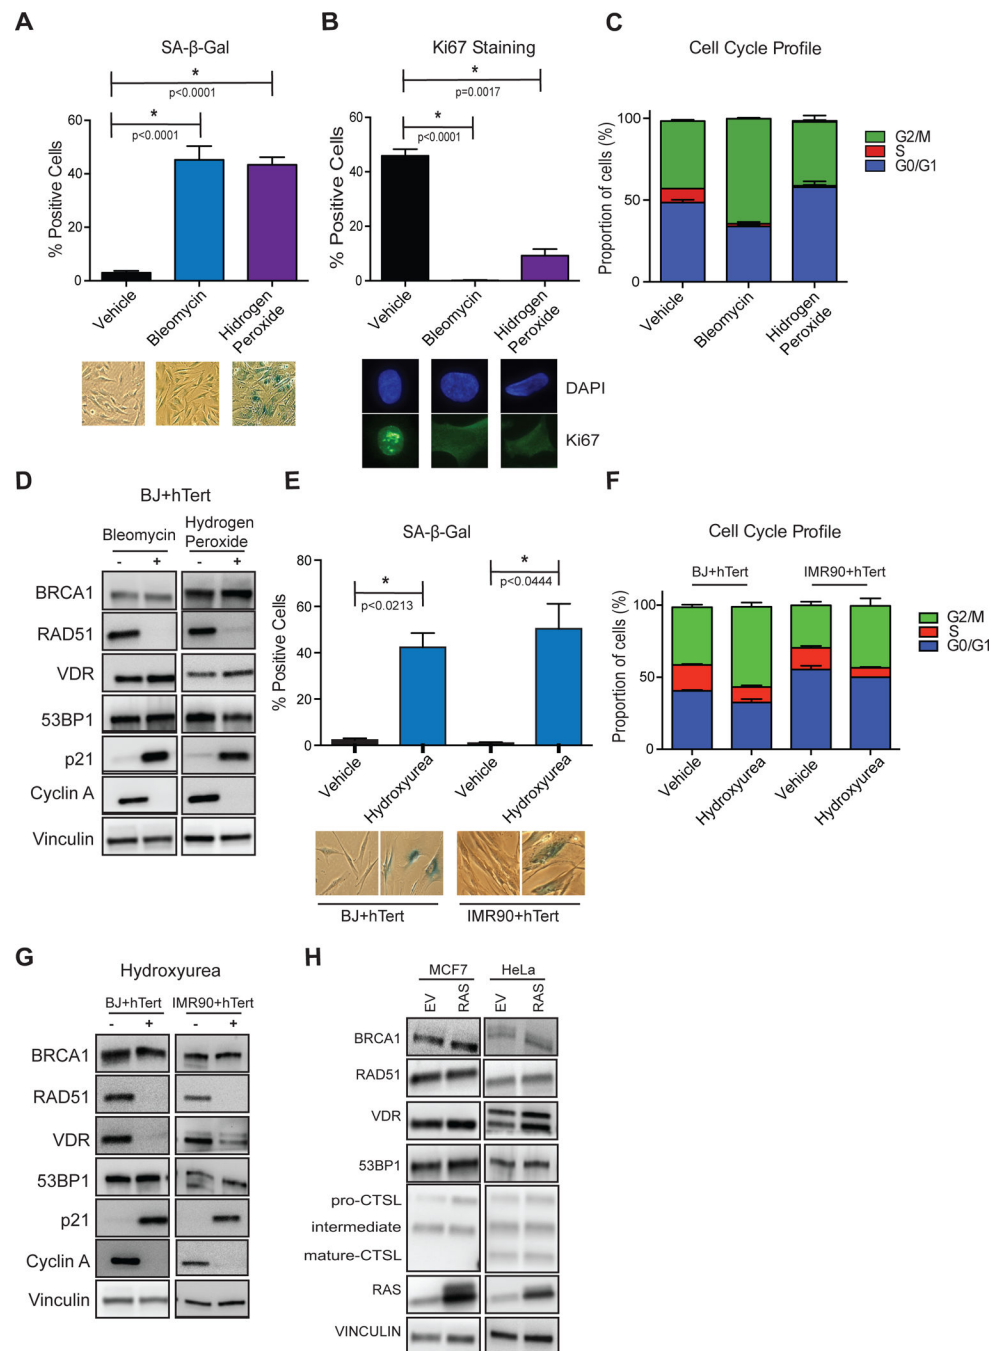 A
SA-β-Gal
*
p<0.0001
*
p<0.0001
% Positive Cells
60
40
20
0
Vehicle
Bleomycin
Hidrogen
Peroxide
B
Ki67 Staining
*
p=0.0017
*
p<0.0001
% Positive Cells
60
40
20
0
Vehicle
Bleomycin
Hidrogen
Peroxide
DAPI
Ki67
C
Cell Cycle Profile
Proportion of cells (%)
100
50
0
G2/M
S
G0/G1
Vehicle
Bleomycin
Hidrogen
Peroxide
D
BJ+hTert
Bleomycin
Hydrogen
Peroxide
- + - +
BRCA1
RAD51
VDR
53BP1
p21
Cyclin A
Vinculin
E
SA-β-Gal
*
p<0.0213
*
p<0.0444
% Positive Cells
80
60
40
20
0
Vehicle
Hydroxyurea
Vehicle
Hydroxyurea
BJ+hTert
IMR90+hTert
F
Cell Cycle Profile
BJ+hTert
IMR90+hTert
Proportion of cells (%)
100
50
0
G2/M
S
G0/G1
Vehicle
Hydroxyurea
Vehicle
Hydroxyurea
G
Hydroxyurea
BJ+hTert IMR90+hTert
- + - +
BRCA1
RAD51
VDR
53BP1
p21
Cyclin A
Vinculin
H
MCF7 HeLa
EV RAS EV RAS
BRCA1
RAD51
VDR
53BP1
pro-CTSL
intermediate
mature-CTSL
RAS
VINCULIN